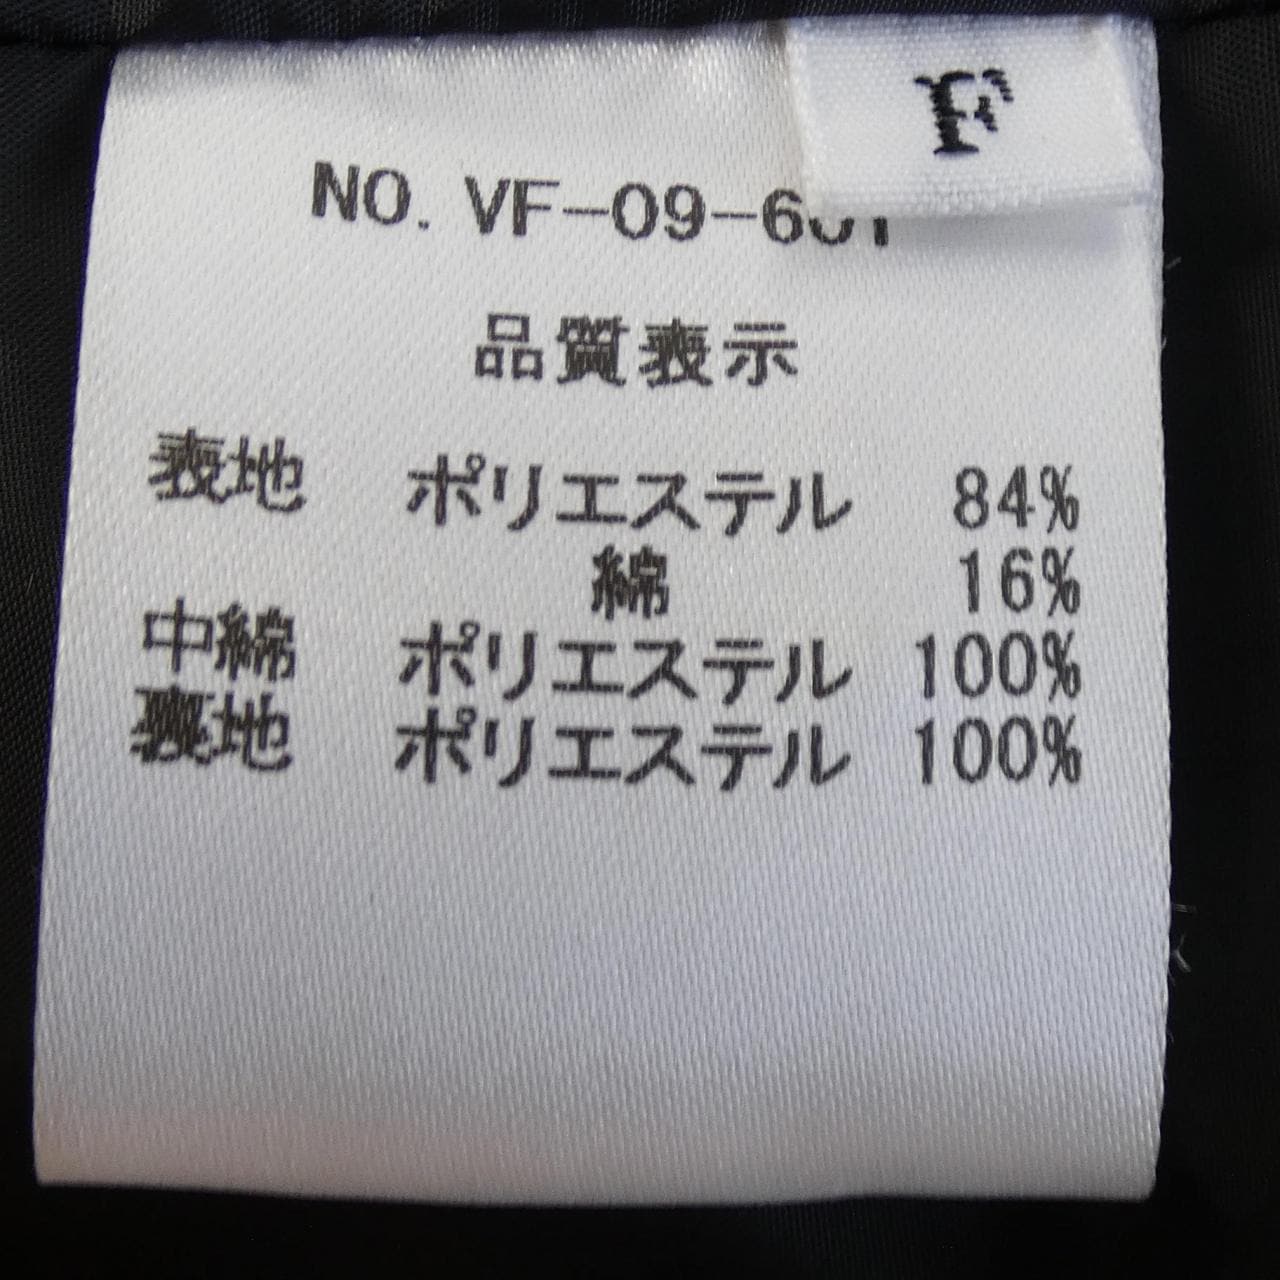 F
NO. VF-09-601
品質表示
表地 ポリエステル 84%
綿 16%
中綿 ポリエステル 100%
裏地 ポリエステル 100%